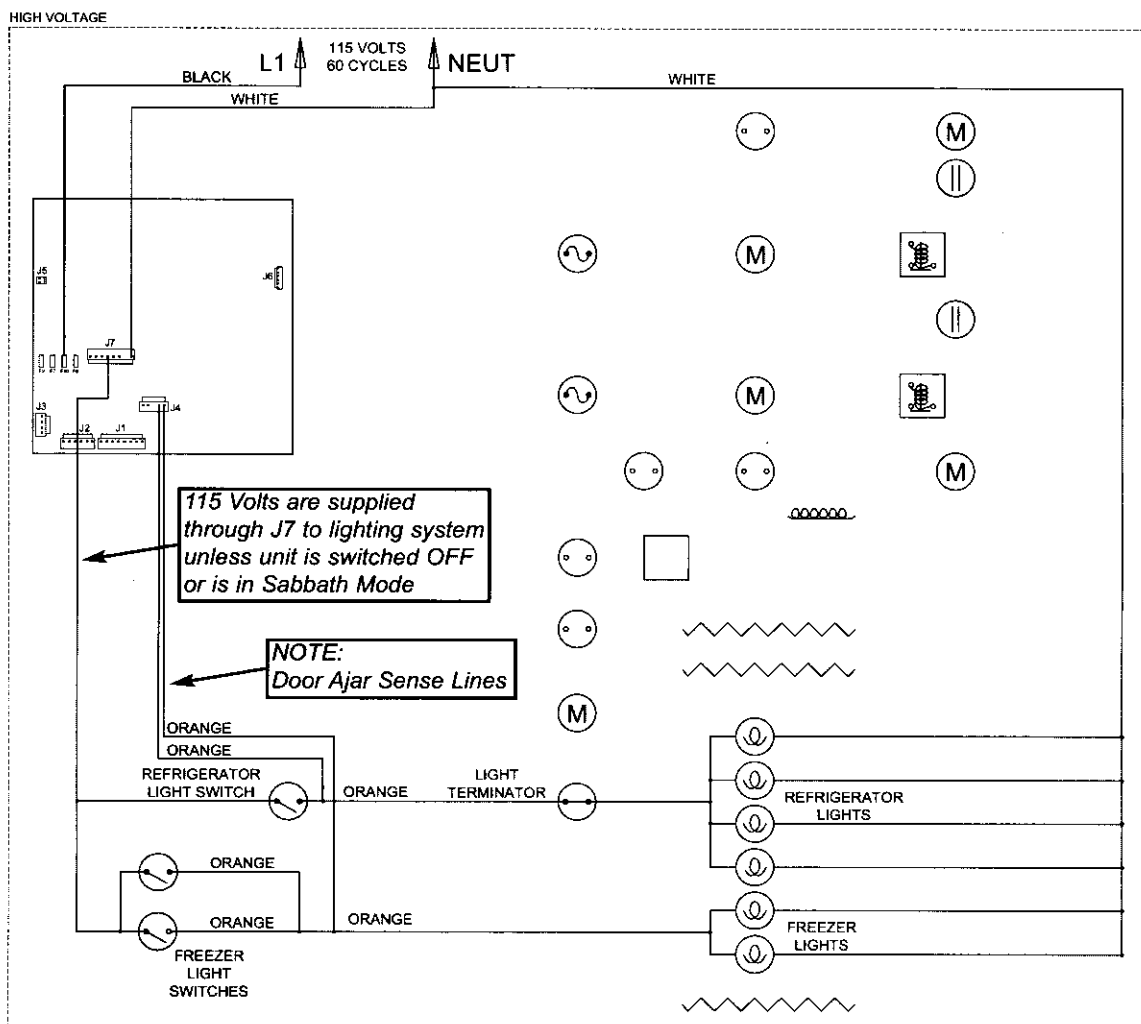 HIGH VOLTAGE
L1
115 VOLTS
60 CYCLES
NEUT
BLACK
WHITE
WHITE
M
J5
J6
M
J7
J3
J4
J2
J1
M
M
115 Volts are supplied
through J7 to lighting system
unless unit is switched OFF
or is in Sabbath Mode
NOTE:
Door Ajar Sense Lines
M
ORANGE
ORANGE
REFRIGERATOR
LIGHT SWITCH
ORANGE
LIGHT
TERMINATOR
REFRIGERATOR
LIGHTS
ORANGE
ORANGE
ORANGE
FREEZER
LIGHT
SWITCHES
FREEZER
LIGHTS